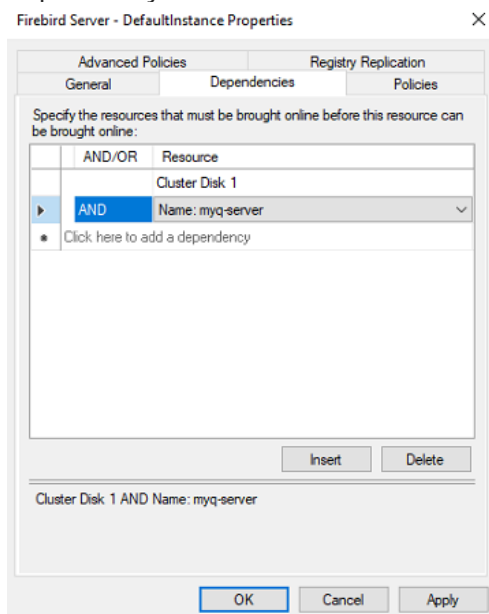 Firebird Server - DefaultInstance Properties
Advanced Policies Registry Replication
General Dependencies Policies
Specify the resources that must be brought online before this resource can
be brought online:
AND/OR Resource
Cluster Disk 1
AND Name: myq-server
Click here to add a dependency
Insert Delete
Cluster Disk 1 AND Name: myq-server
OK Cancel Apply